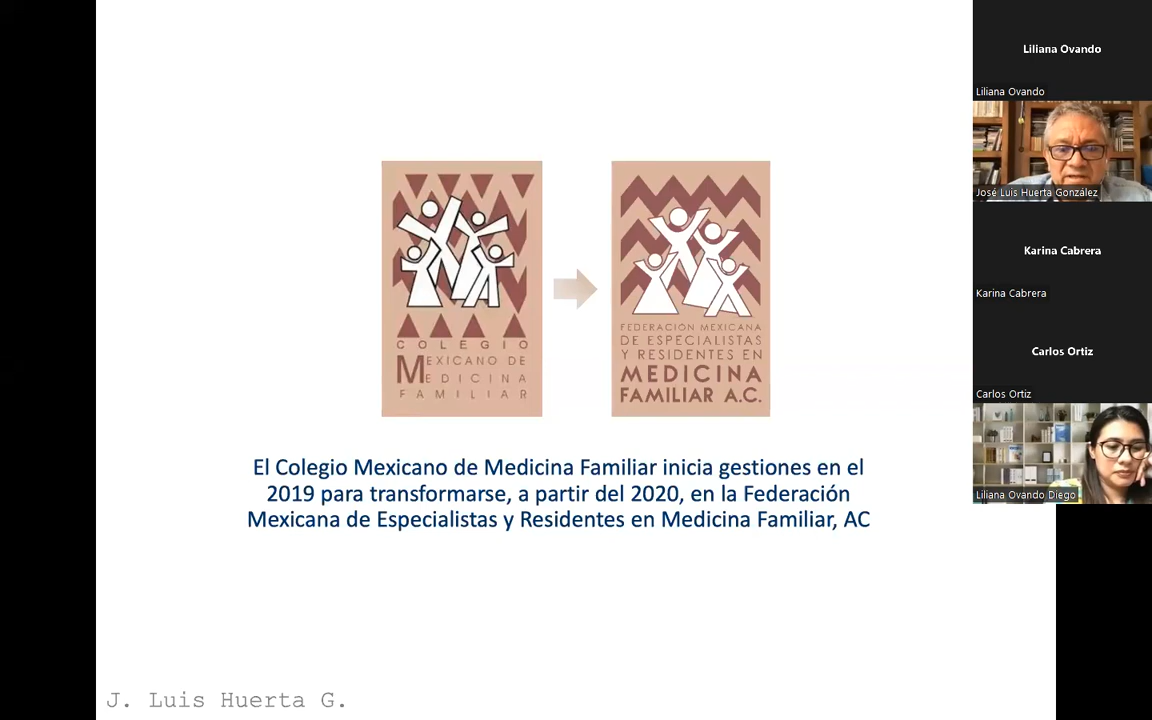 COLEGIO
MEXICANO DE
MEDICINA
FAMILIAR
FEDERACIÓN MEXICANA
DE ESPECIALISTAS
Y RESIDENTES EN
MEDICINA
FAMILIAR A.C.
El Colegio Mexicano de Medicina Familiar inicia gestiones en el
2019 para transformarse, a partir del 2020, en la Federación
Mexicana de Especialistas y Residentes en Medicina Familiar, AC
J. Luis Huerta G.
Liliana Ovando
Liliana Ovando
José Luis Huerta González
Karina Cabrera
Karina Cabrera
Carlos Ortiz
Carlos Ortiz
Liliana Ovando Diego